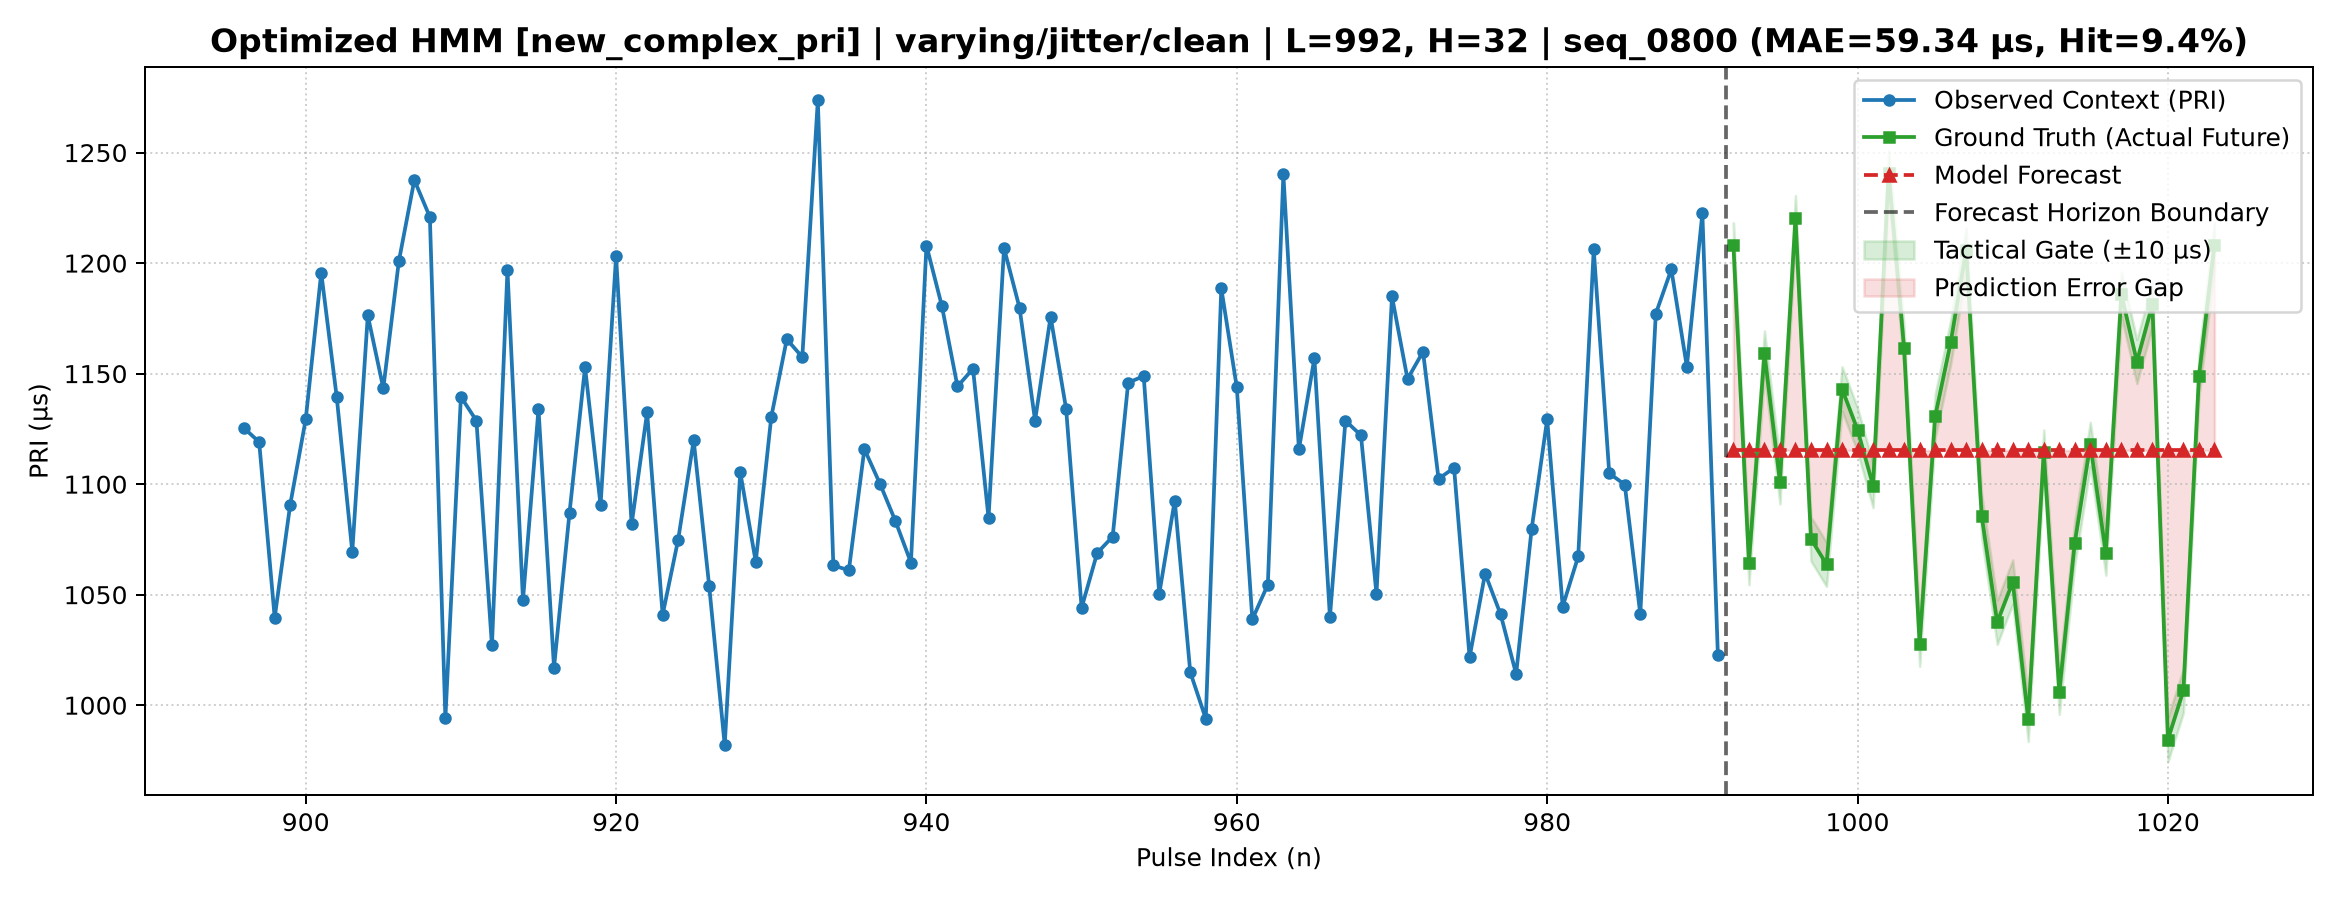 Optimized HMM [new_complex_pri] | varying/jitter/clean | L=992, H=32 | seq_0800 (MAE=59.34 µs, Hit=9.4%)
Observed Context (PRI)
Ground Truth (Actual Future)
Model Forecast
Forecast Horizon Boundary
Tactical Gate (±10 µs)
Prediction Error Gap
PRI (µs)
1250
1200
1150
1100
1050
1000
900 920 940 960 980 1000 1020
Pulse Index (n)